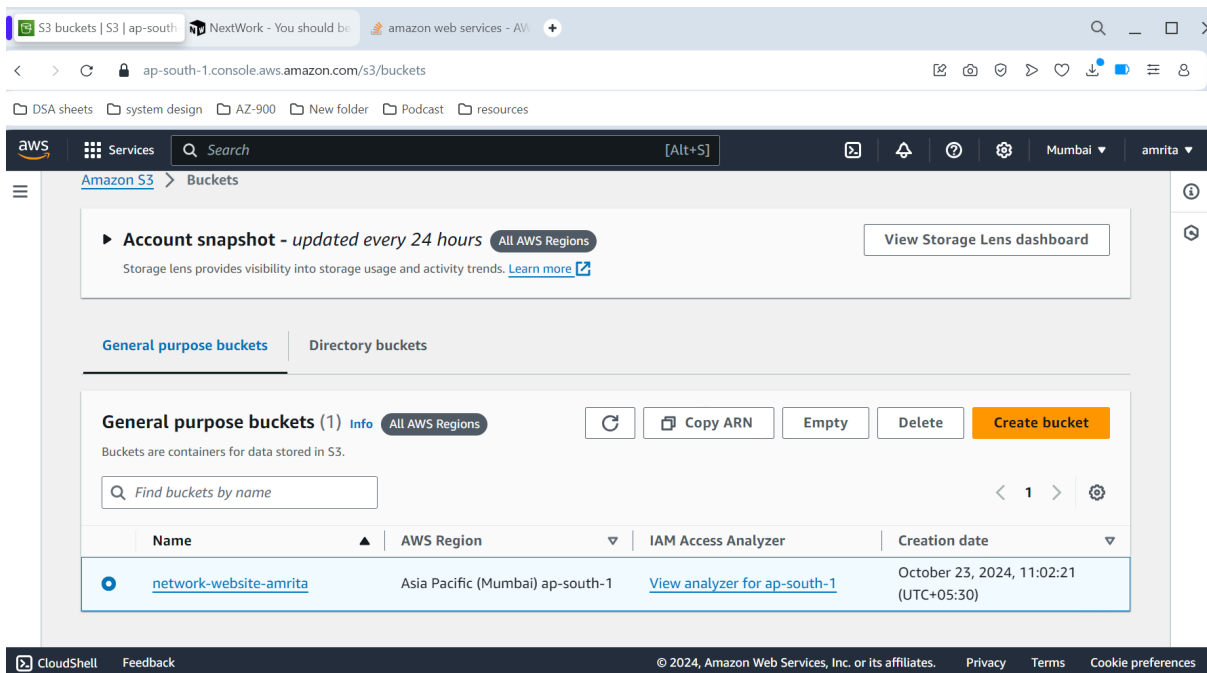 S3 buckets | S3 | ap-south
NextWork - You should be
amazon web services - AW
ap-south-1.console.aws.amazon.com/s3/buckets
DSA sheets system design AZ-900 New folder Podcast resources
aws Services Search [Alt+S] Mumbai amrita
Amazon S3 > Buckets
Account snapshot - updated every 24 hours All AWS Regions
View Storage Lens dashboard
Storage lens provides visibility into storage usage and activity trends. Learn more
General purpose buckets Directory buckets
General purpose buckets (1) Info All AWS Regions
Copy ARN Empty Delete Create bucket
Buckets are containers for data stored in S3.
Find buckets by name
1
Name AWS Region IAM Access Analyzer Creation date
network-website-amrita Asia Pacific (Mumbai) ap-south-1 View analyzer for ap-south-1 October 23, 2024, 11:02:21
(UTC+05:30)
CloudShell Feedback © 2024, Amazon Web Services, Inc. or its affiliates. Privacy Terms Cookie preferences